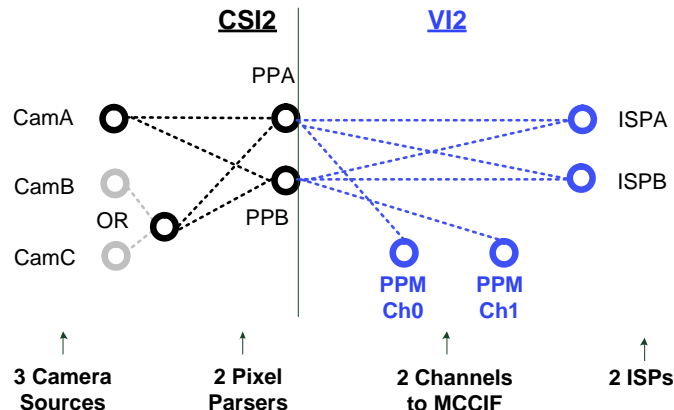 CSI2
VI2
PPA
CamA
ISPA
CamB
ISPB
OR
PPB
CamC
PPM
Ch0
PPM
Ch1
3 Camera
Sources
2 Pixel
Parsers
2 Channels
to MCCIF
2 ISPs